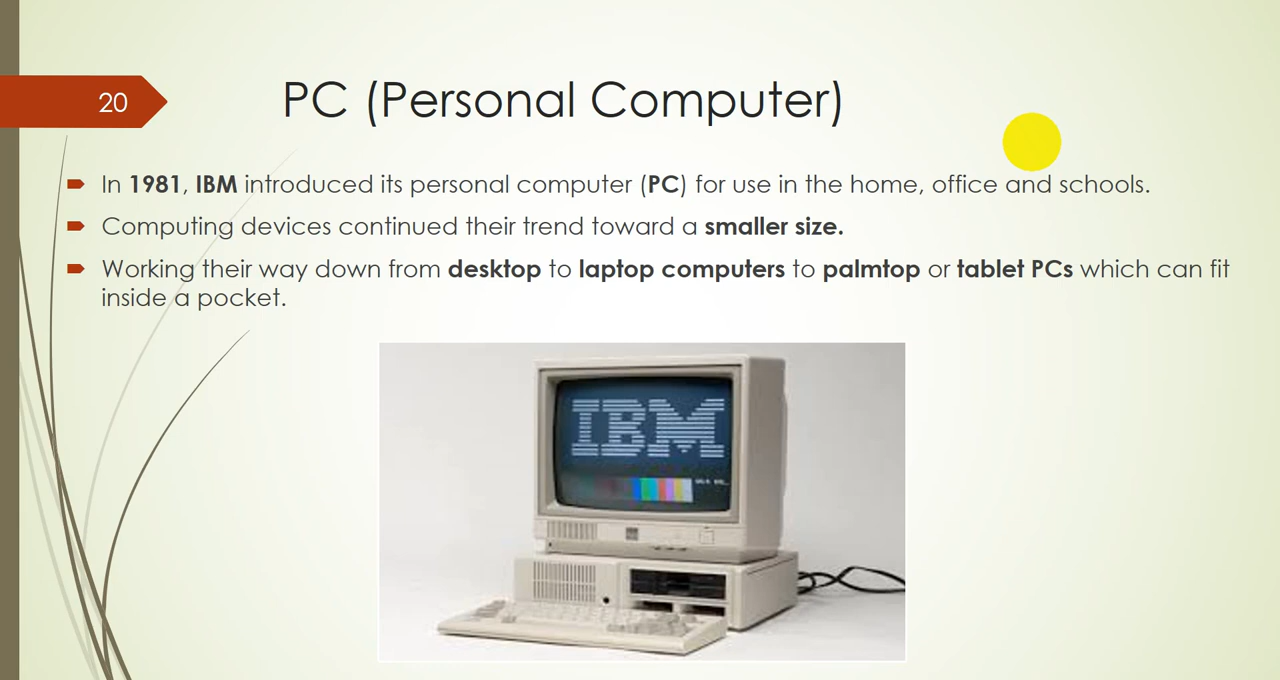 20
PC (Personal Computer)
In 1981, IBM introduced its personal computer (PC) for use in the home, office and schools.
Computing devices continued their trend toward a smaller size.
Working their way down from desktop to laptop computers to palmtop or tablet PCs which can fit
inside a pocket.
IBM